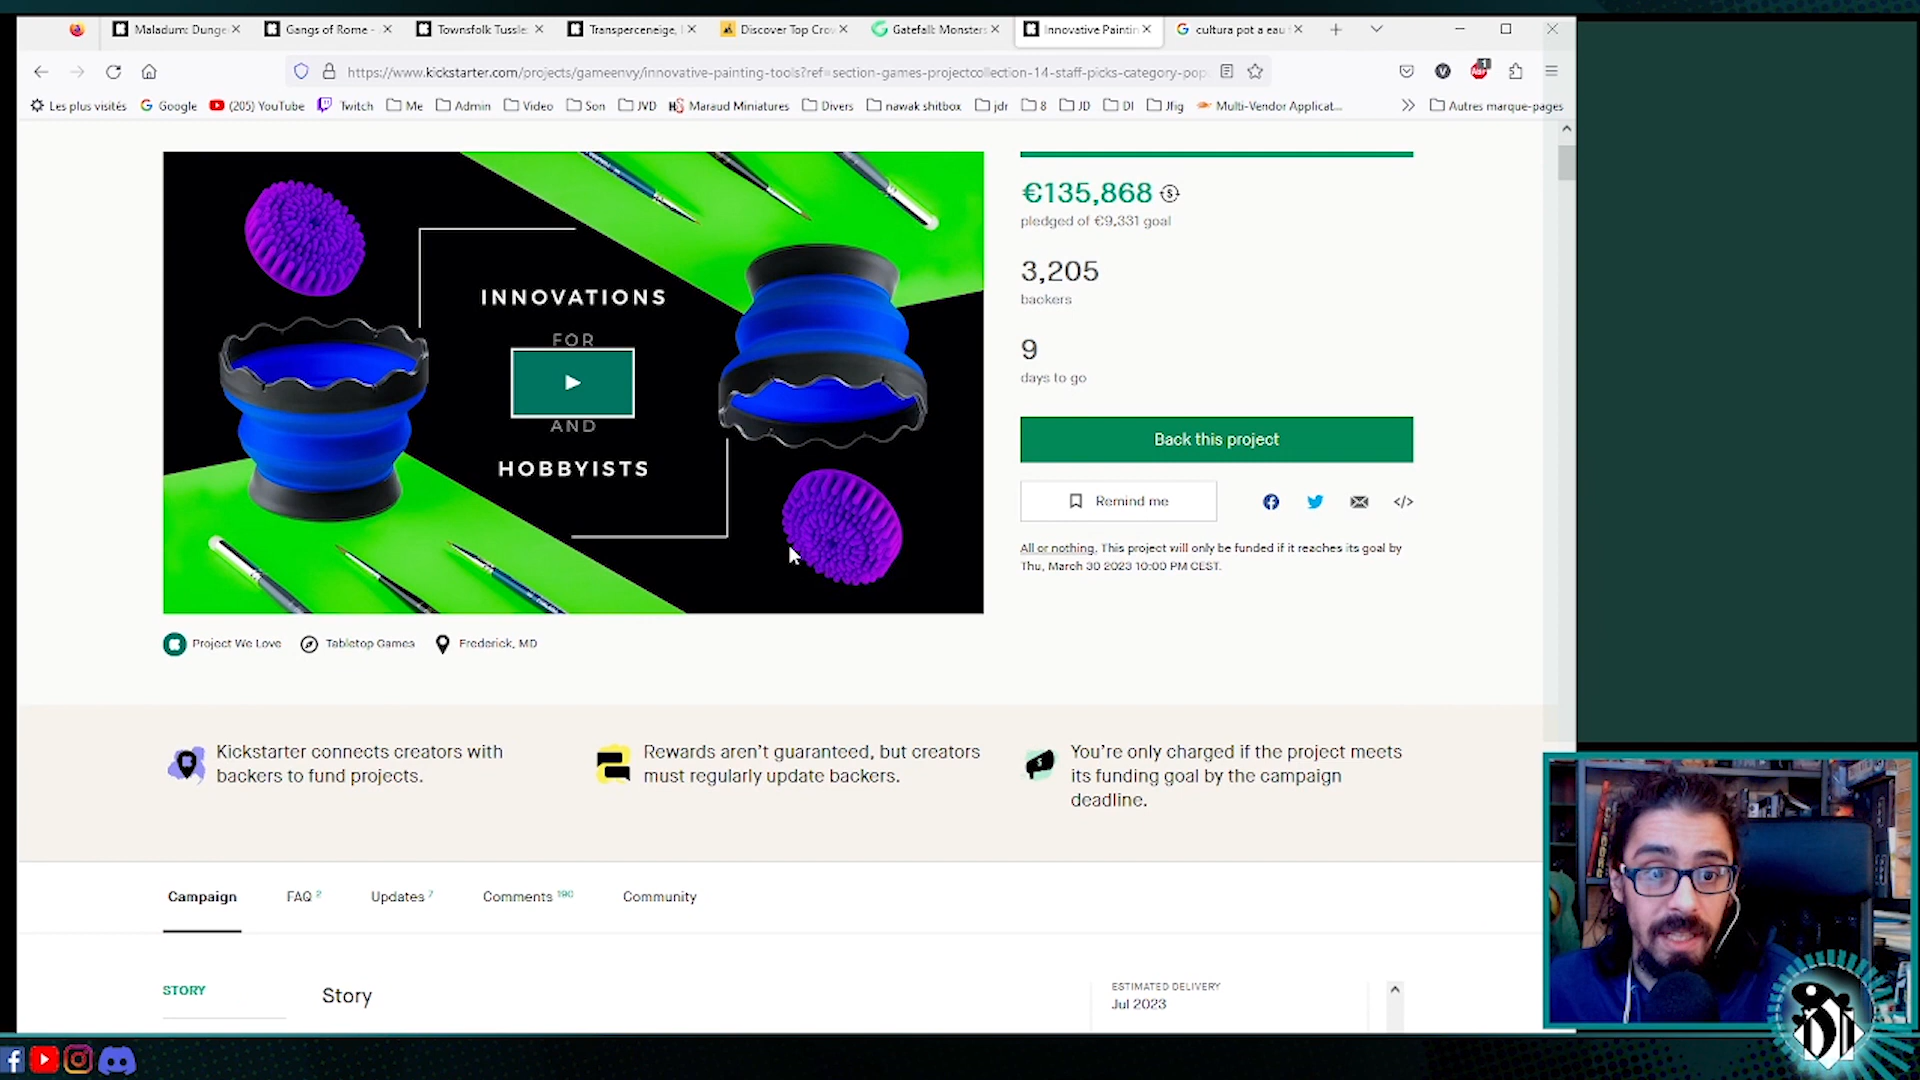 Maladum: Dunge
Gangs of Rome -
Townsfolk Tussle:
Transperceneige, l
Discover Top Crow
Gatefall: Monsters
Innovative Paintin
cultura pot a eau
https://www.kickstarter.com/projects/gameenvy/innovative-painting-tools?ref=section-games-projectcollection-14-staff-picks-category-pop
1
Les plus visités
Google
(205) YouTube
Twitch
Me
Admin
Video
Son
JVD
Maraud Miniatures
Divers
nawak shitbox
jdr
8
JD
DI
Jfig
Multi-Vendor Applicat...
Autres marque-pages
INNOVATIONS
FOR
AND
HOBBYISTS
€135,868
pledged of €9,331 goal
3,205
backers
9
days to go
Back this project
Remind me
All or nothing. This project will only be funded if it reaches its goal by
Thu, March 30 2023 10:00 PM CEST.
Project We Love
Tabletop Games
Frederick, MD
Kickstarter connects creators with
backers to fund projects.
Rewards aren't guaranteed, but creators
must regularly update backers.
You're only charged if the project meets
its funding goal by the campaign
deadline.
Campaign
FAQ 2
Updates 7
Comments 190
Community
STORY
Story
ESTIMATED DELIVERY
Jul 2023